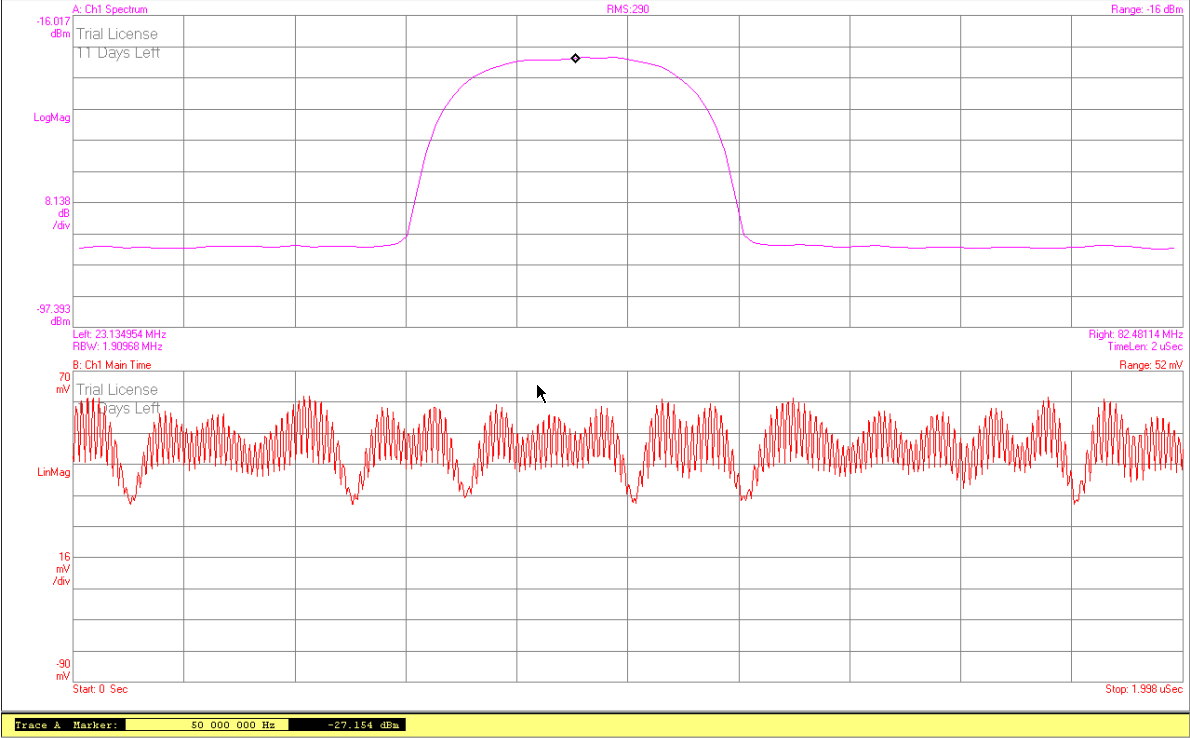 A: Ch1 Spectrum RMS:290 Range: -16 dBm
-16.017
dBm
Trial License
11 Days Left
LogMag
8.138
dB
/div
-97.393
dBm
Left: 23.134954 MHz Right: 82.48114 MHz
RBW: 1.90968 MHz TimeLen: 2 uSec
B: Ch1 Main Time Range: 52 mV
70
mV
Trial License
Days Left
LinMag
16
mV
/div
-90
mV
Start: 0 Sec Stop: 1.998 uSec
Trace A Marker: 50 000 000 Hz -27.154 dBm